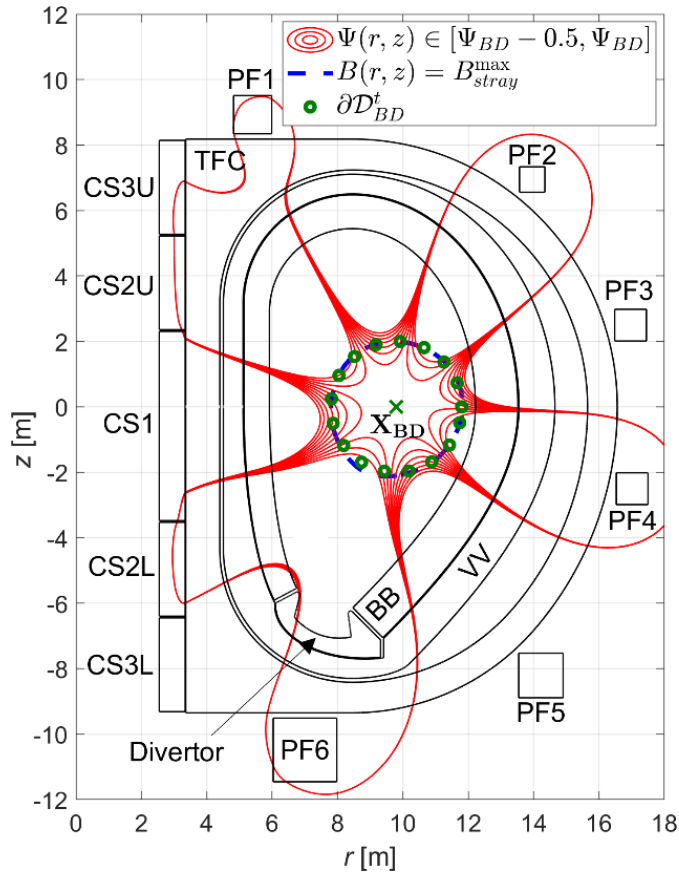 Ψ(r, z) ∈ [Ψ_BD − 0.5, Ψ_BD]
B(r, z) = B_stray^max
∂𝒟_BD^t
12
10
8
6
4
2
0
-2
-4
-6
-8
-10
-12
z [m]
PF1
TFC
PF2
CS3U
CS2U
PF3
CS1
X_BD
PF4
CS2L
VV
BB
CS3L
PF5
Divertor
PF6
0 2 4 6 8 10 12 14 16 18
r [m]